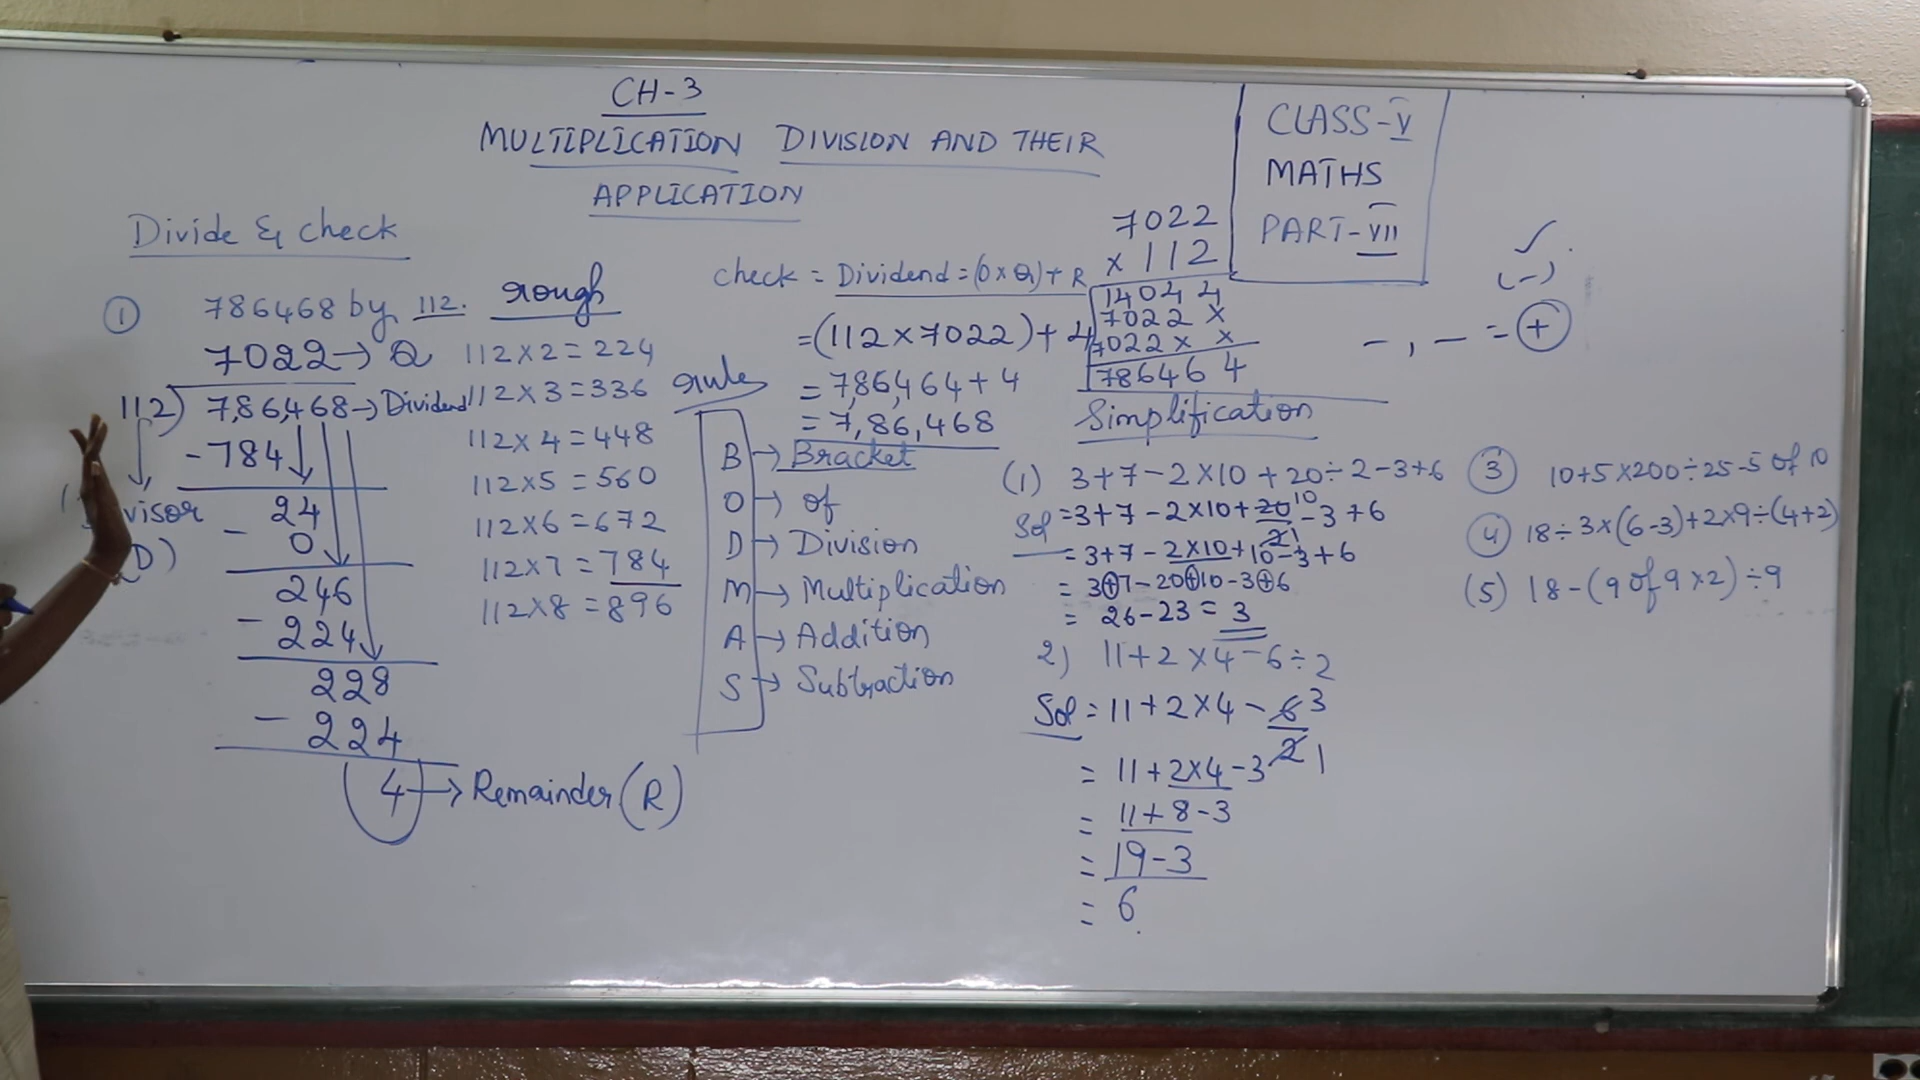 CH-3
MULTIPLICATION DIVISION AND THEIR
APPLICATION
CLASS-V
MATHS
PART-VII
Divide & check
① 786468 by 112.
7022→Q
112) 7,86,468→Dividend
-784
24
- 0
246
- 224
228
- 224
4→Remainder (R)
visor
D)
rough
112×2=224
112×3=336
112×4=448
112×5=560
112×6=672
112×7=784
112×8=896
rule
B→Bracket
O→of
D→Division
M→Multiplication
A→Addition
S→Subtraction
check = Dividend=(D×Q)+R
=(112×7022)+4
=7,86,464+4
=7,86,468
7022
×112
14044
7022×
7022××
786464
(-)
-,-=+
Simplification
(1) 3+7-2×10+20÷2-3+6
Sol =3+7-2×10+20/2 10 1-3+6
=3+7-2×10+10-3+6
=3+7-20+10-3+6
= 26-23=3
2) 11+2×4-6÷2
Sol =11+2×4-6/2 3 1
= 11+2×4-3
= 11+8-3
= 19-3
= 6
③ 10+5×200÷25-5 of 10
④ 18÷3×(6-3)+2×9÷(4+2)
(5) 18-(9 of 9×2)÷9